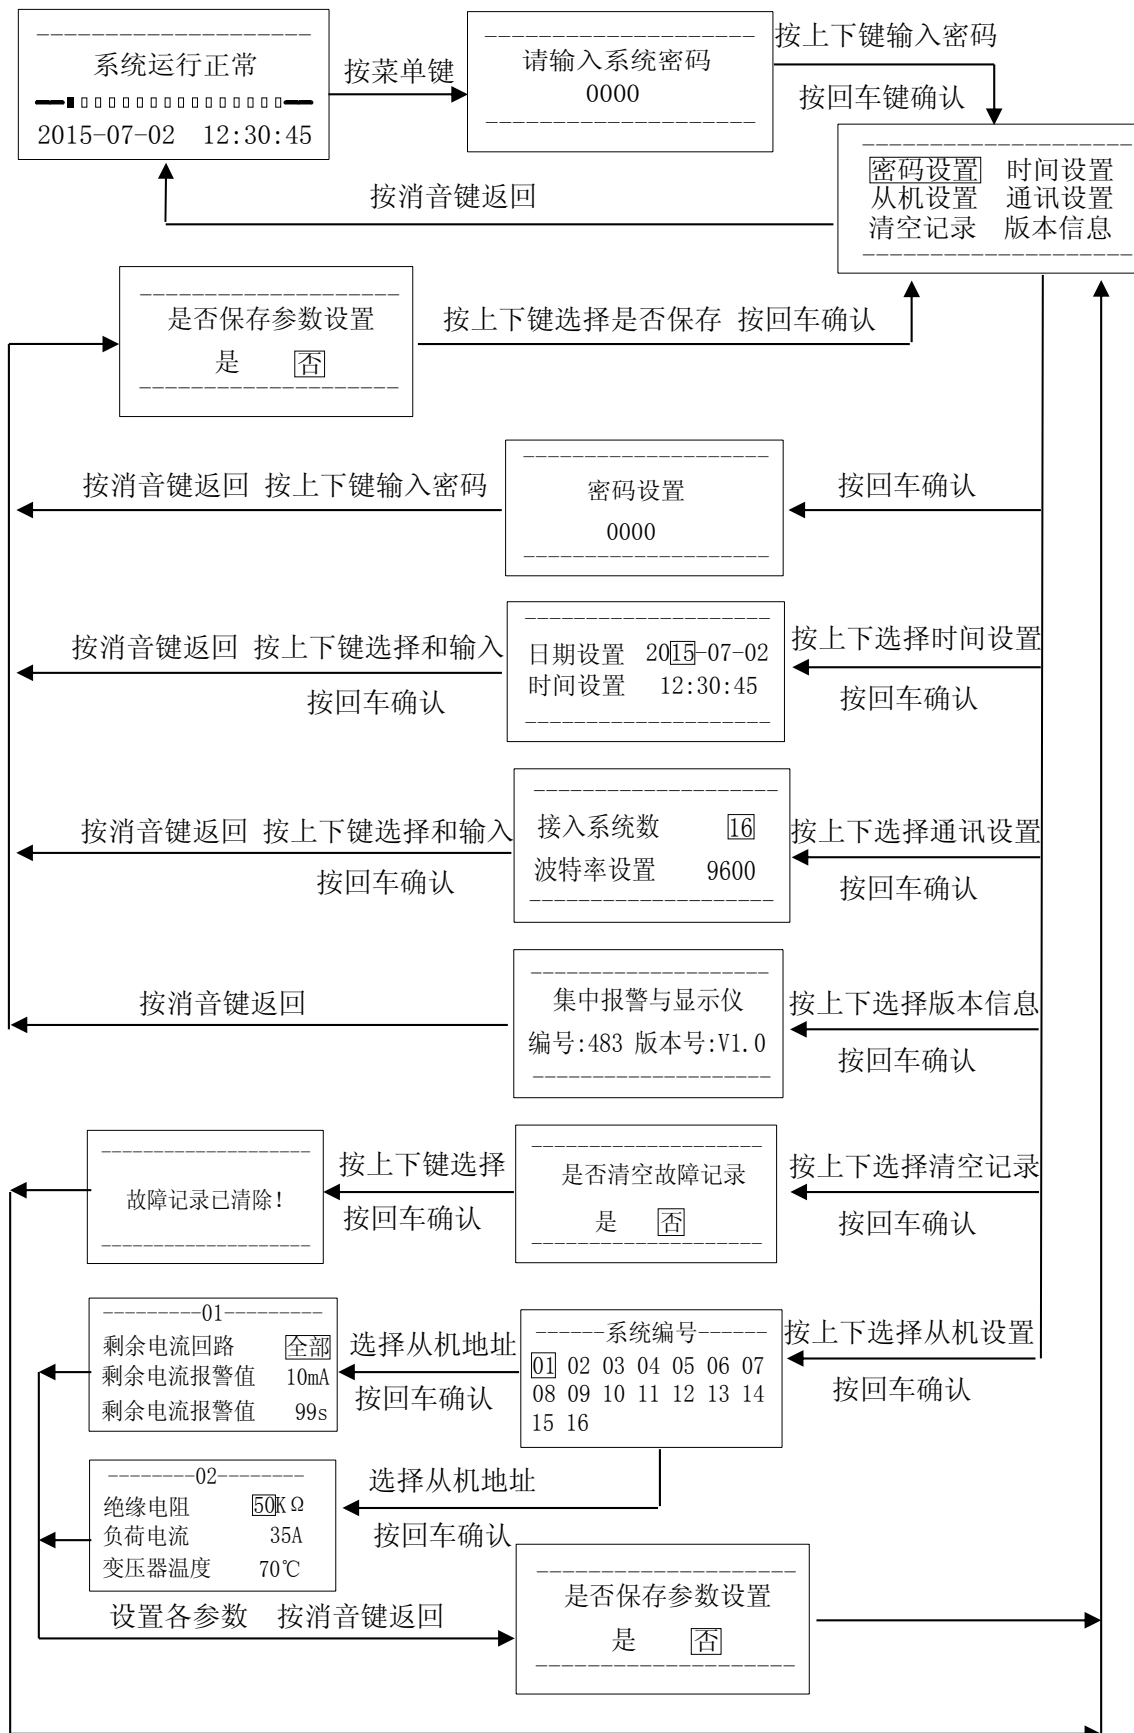 系统运行正常
2015-07-02 12:30:45
按菜单键
请输入系统密码
0000
按上下键输入密码
按回车键确认
密码设置 时间设置
从机设置 通讯设置
清空记录 版本信息
按消音键返回
是否保存参数设置
是 否
按上下键选择是否保存 按回车确认
按消音键返回 按上下键输入密码
密码设置
0000
按回车确认
按消音键返回 按上下键选择和输入
按回车确认
日期设置 2015-07-02
时间设置 12:30:45
按上下选择时间设置
按回车确认
按消音键返回 按上下键选择和输入
按回车确认
接入系统数 16
波特率设置 9600
按上下选择通讯设置
按回车确认
按消音键返回
集中报警与显示仪
编号:483 版本号:V1.0
按上下选择版本信息
按回车确认
故障记录已清除!
按上下键选择
按回车确认
是否清空故障记录
是 否
按上下选择清空记录
按回车确认
---------01---------
剩余电流回路 全部
剩余电流报警值 10mA
剩余电流报警值 99s
选择从机地址
按回车确认
------系统编号------
01 02 03 04 05 06 07
08 09 10 11 12 13 14
15 16
按上下选择从机设置
按回车确认
--------02--------
绝缘电阻 50KΩ
负荷电流 35A
变压器温度 70℃
选择从机地址
按回车确认
设置各参数 按消音键返回
是否保存参数设置
是 否